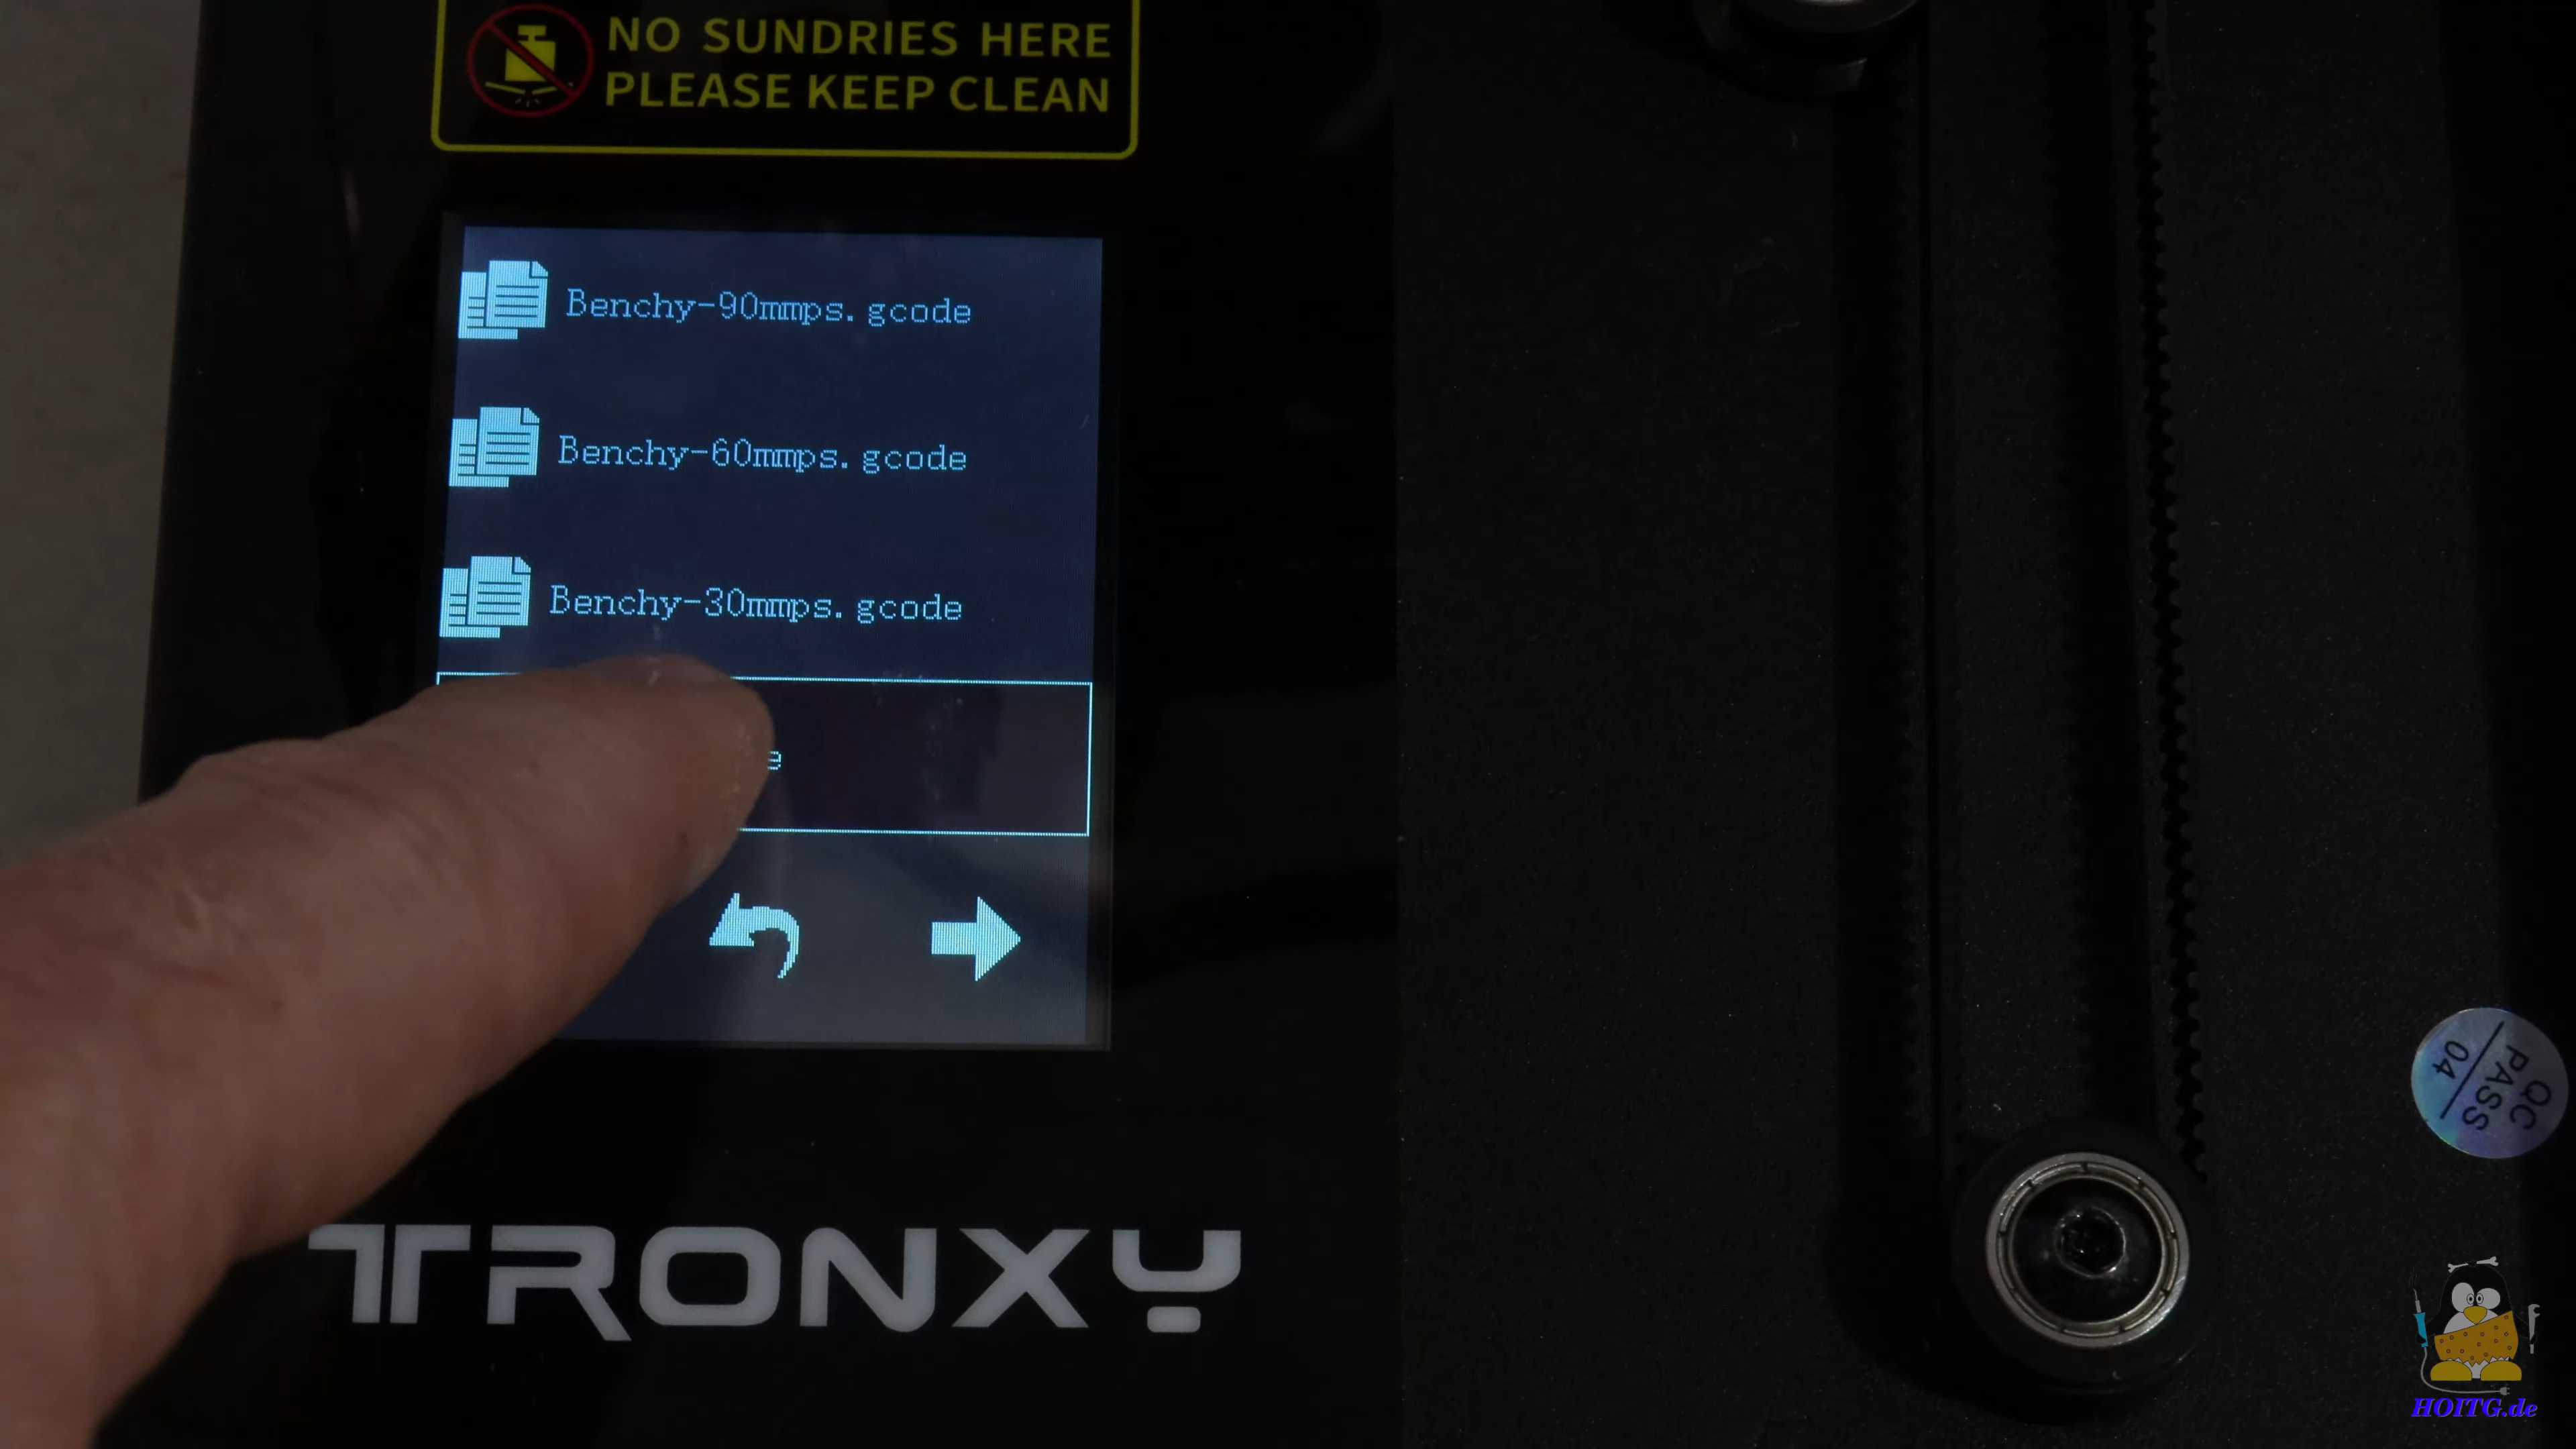 NO SUNDRIES HERE
PLEASE KEEP CLEAN
Benchy-90mmps.gcode
Benchy-60mmps.gcode
Benchy-30mmps.gcode
TRONXY
QC
PASS
04
HOITG.de